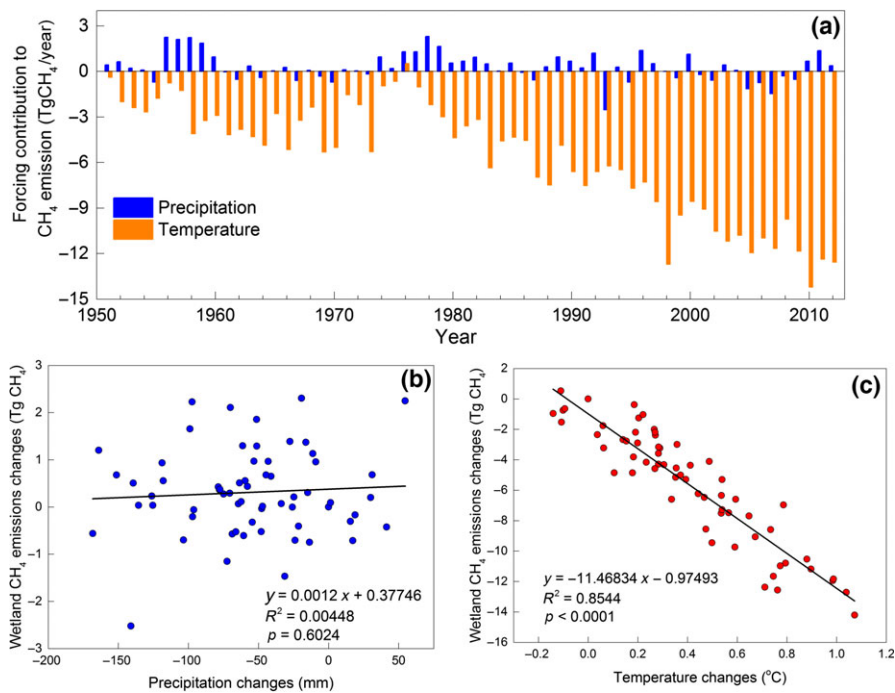 (a)
Forcing contribution to
CH₄ emission (TgCH₄/year)
3
0
−3
−6
−9
−12
−15
Precipitation
Temperature
1950
1960
1970
1980
1990
2000
2010
Year
(b)
Wetland CH₄ emissions changes (Tg CH₄)
3
2
1
0
−1
−2
−3
y = 0.0012 x + 0.37746
R² = 0.00448
p = 0.6024
−200
−150
−100
−50
0
50
100
Precipitation changes (mm)
(c)
Wetland CH₄ emissions changes (Tg CH₄)
2
0
−2
−4
−6
−8
−10
−12
−14
−16
y = −11.46834 x − 0.97493
R² = 0.8544
p < 0.0001
−0.2
0.0
0.2
0.4
0.6
0.8
1.0
1.2
Temperature changes (°C)